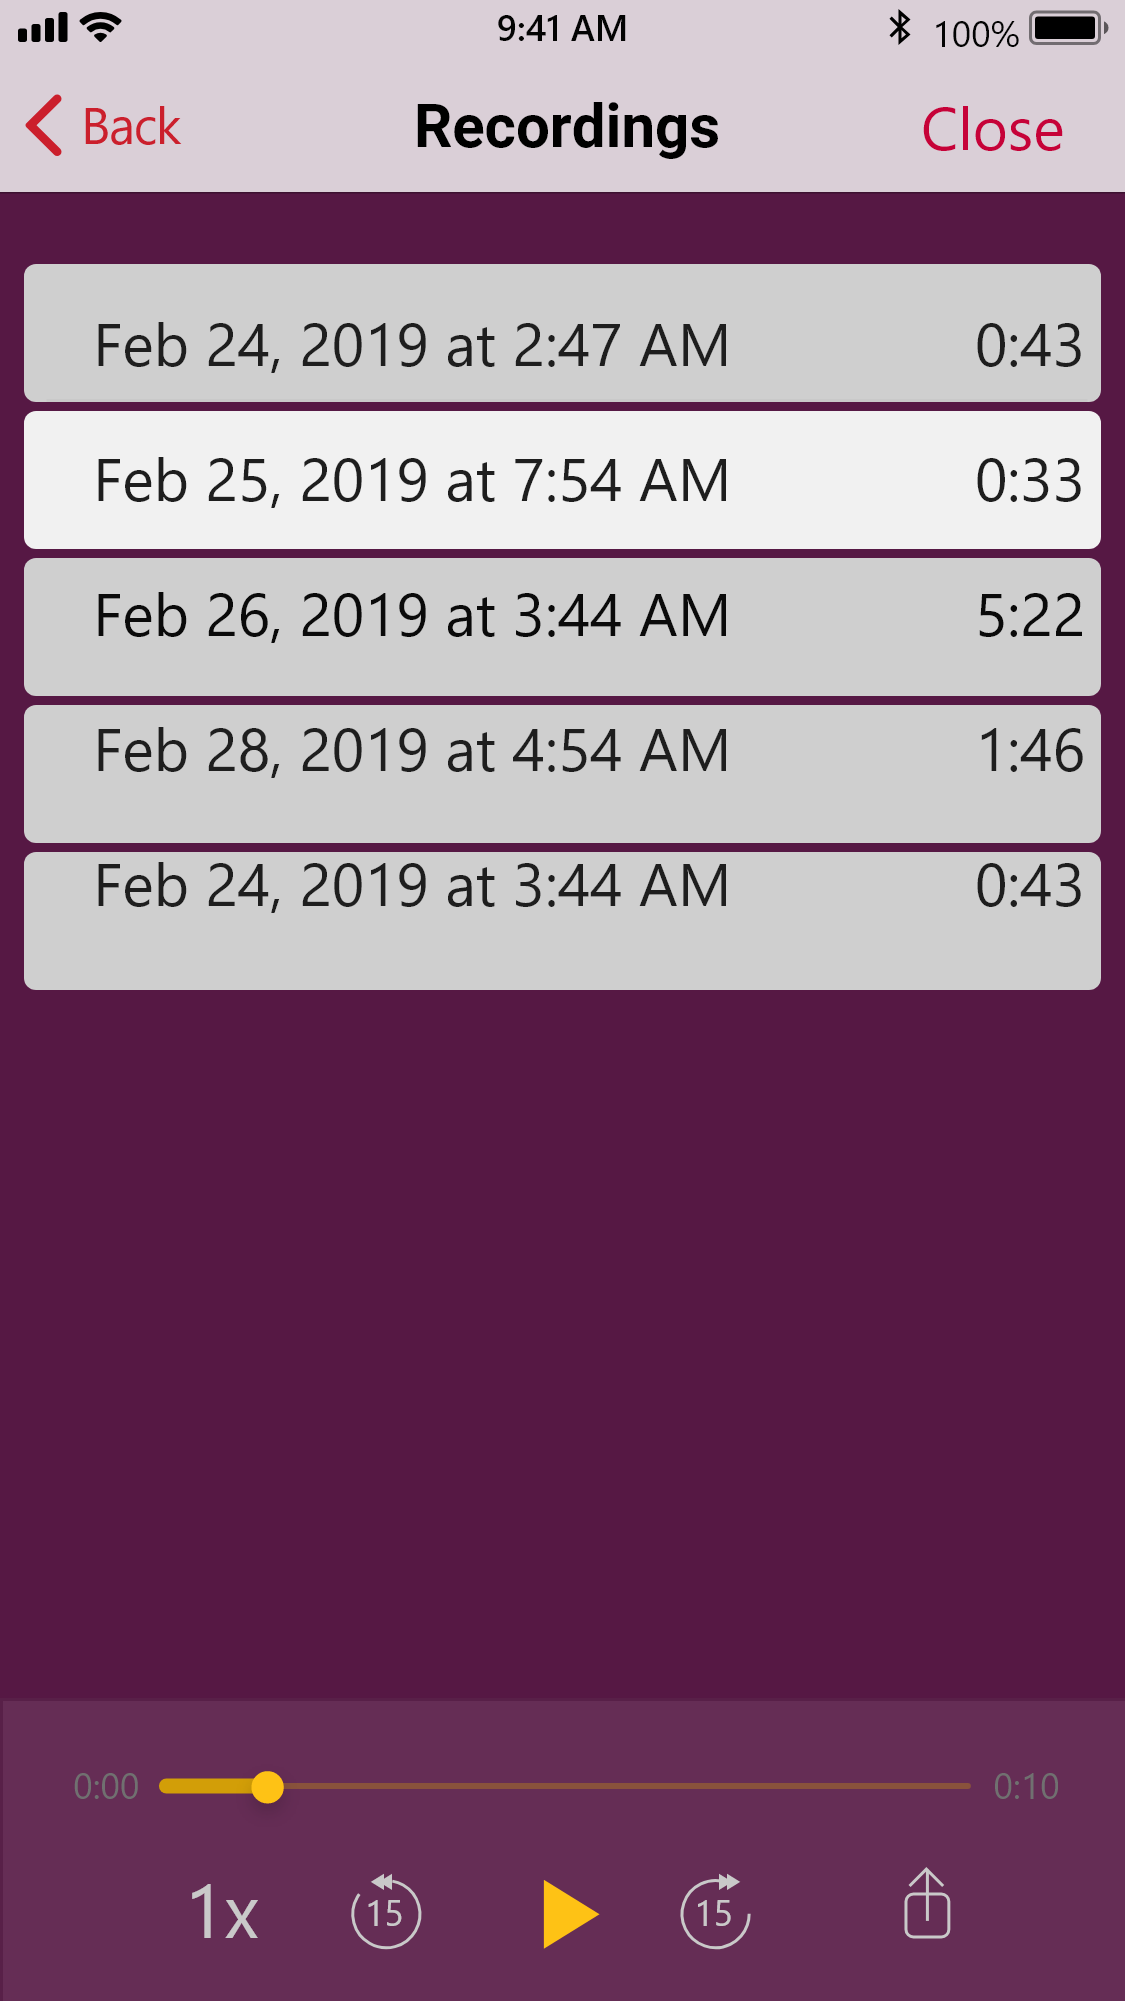 9:41 AM 100%
Back Recordings Close
Feb 24, 2019 at 2:47 AM 0:43
Feb 25, 2019 at 7:54 AM 0:33
Feb 26, 2019 at 3:44 AM 5:22
Feb 28, 2019 at 4:54 AM 1:46
Feb 24, 2019 at 3:44 AM 0:43
0:00 0:10
1x 15 15